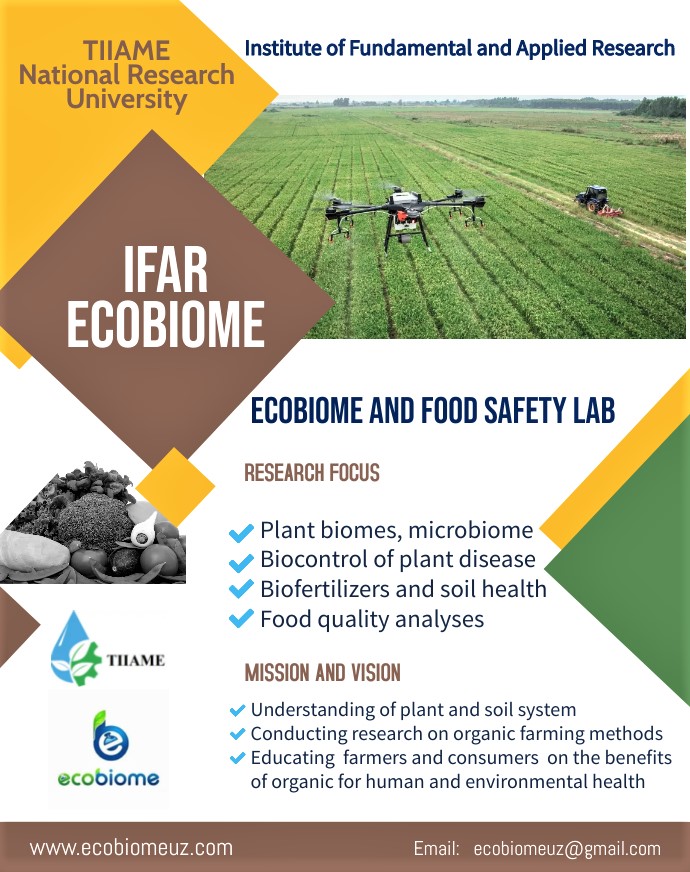 TIIAME
National Research
University
Institute of Fundamental and Applied Research
IFAR
ECOBIOME
ECOBIOME AND FOOD SAFETY LAB
RESEARCH FOCUS
Plant biomes, microbiome
Biocontrol of plant disease
Biofertilizers and soil health
Food quality analyses
TIIAME
MISSION AND VISION
Understanding of plant and soil system
Conducting research on organic farming methods
Educating farmers and consumers on the benefits
of organic for human and environmental health
ecobiome
www.ecobiomeuz.com
Email: ecobiomeuz@gmail.com